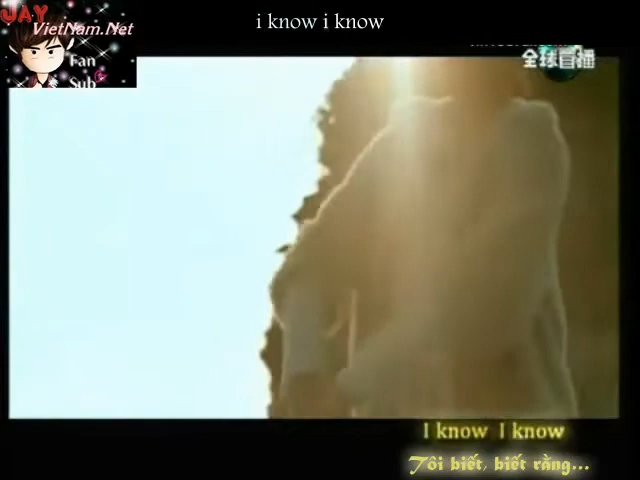 JAY
VietNam.Net
Fan
Sub
i know i know
全球首播
I know I know
Tôi biết, biết rằng...